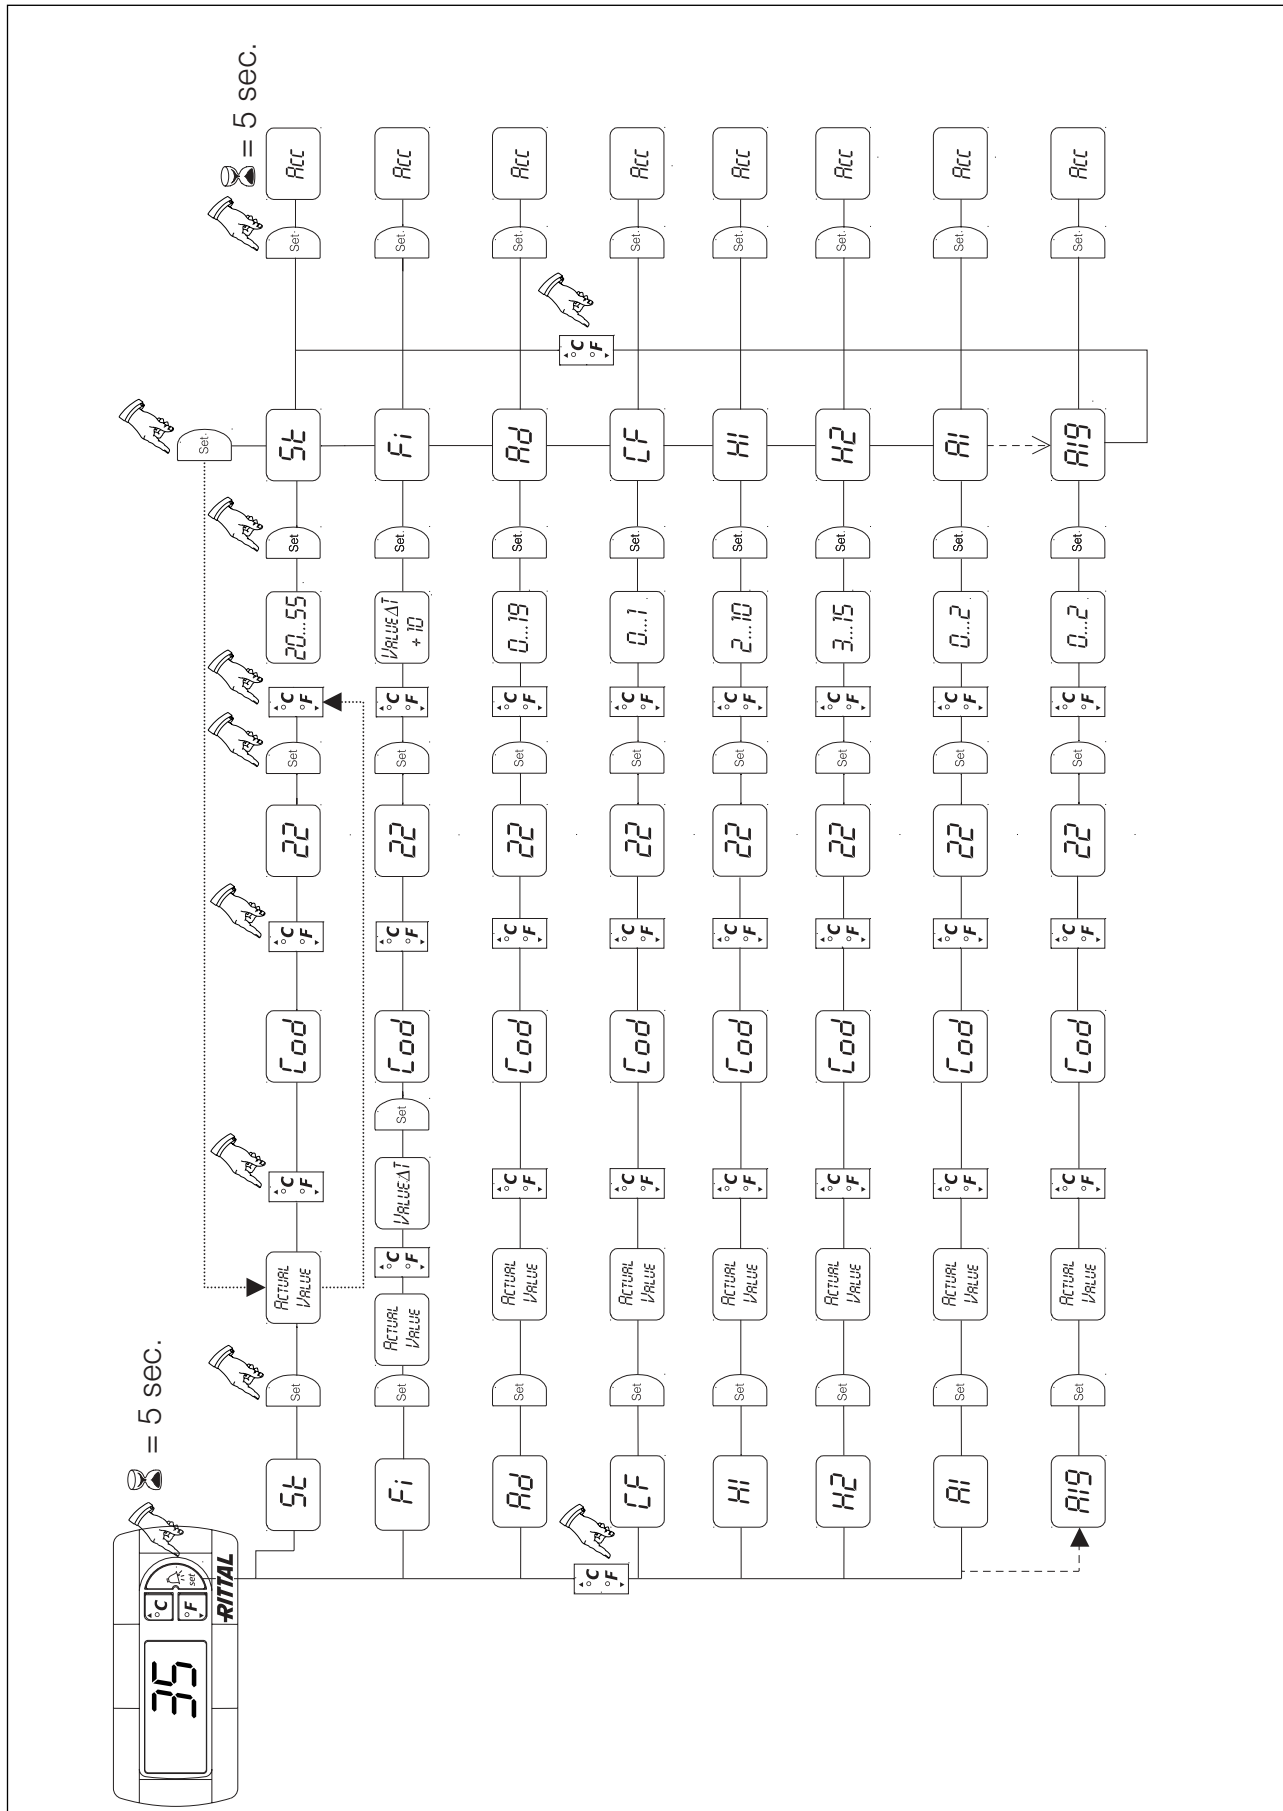 35
°C
°F
set
RITTAL
= 5 sec.
Set
= 5 sec.
St Set ACTUAL VALUE °C °F Cod °C °F 22 Set °C °F 20...55 Set St Set Acc
Fi Set ACTUAL VALUE °C °F VALUE ΔT Set Cod °C °F 22 Set °C °F VALUE ΔT + 10 Set Fi Set Acc
Ad Set ACTUAL VALUE °C °F Cod °C °F 22 Set °C °F 0...19 Set Ad Set Acc
°C °F
°C °F
CF Set ACTUAL VALUE °C °F Cod °C °F 22 Set °C °F 0...1 Set CF Set Acc
H1 Set ACTUAL VALUE °C °F Cod °C °F 22 Set °C °F 2...10 Set H1 Set Acc
H2 Set ACTUAL VALUE °C °F Cod °C °F 22 Set °C °F 3...15 Set H2 Set Acc
A1 Set ACTUAL VALUE °C °F Cod °C °F 22 Set °C °F 0...2 Set A1 Set Acc
A19 Set ACTUAL VALUE °C °F Cod °C °F 22 Set °C °F 0...2 Set A19 Set Acc